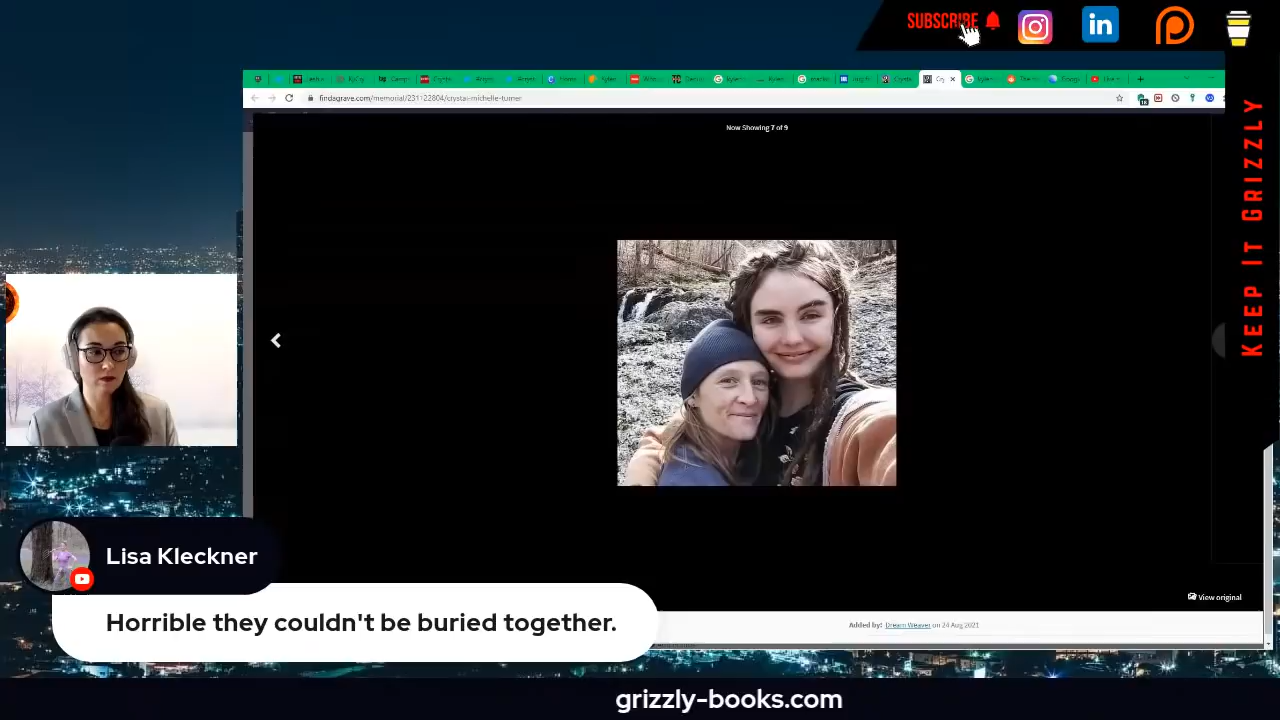 SUBSCRIBE
in
findagrave.com/memorial/231122804/crystal-michelle-turner
Now Showing 7 of 9
KEEP IT GRIZZLY
View original
Added by: Dream Weaver on 24 Aug 2021
Lisa Kleckner
Horrible they couldn't be buried together.
grizzly-books.com